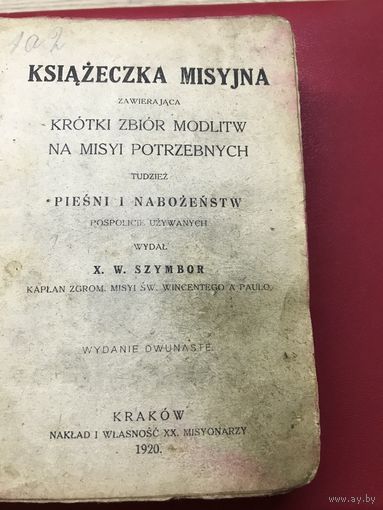 1a2
KSIĄŻECZKA MISYJNA
ZAWIERAJĄCA
KRÓTKI ZBIÓR MODLITW
NA MISYI POTRZEBNYCH
TUDZIEŻ
PIEŚNI I NABOŻEŃSTW
POSPOLICIE UŻYWANYCH
WYDAŁ
X. W. SZYMBOR
KAPŁAN ZGROM. MISYI ŚW. WINCENTEGO A PAULO.
WYDANIE DWUNASTE.
KRAKÓW
NAKŁAD I WŁASNOŚĆ XX. MISYONARZY
1920.
www.ay.by